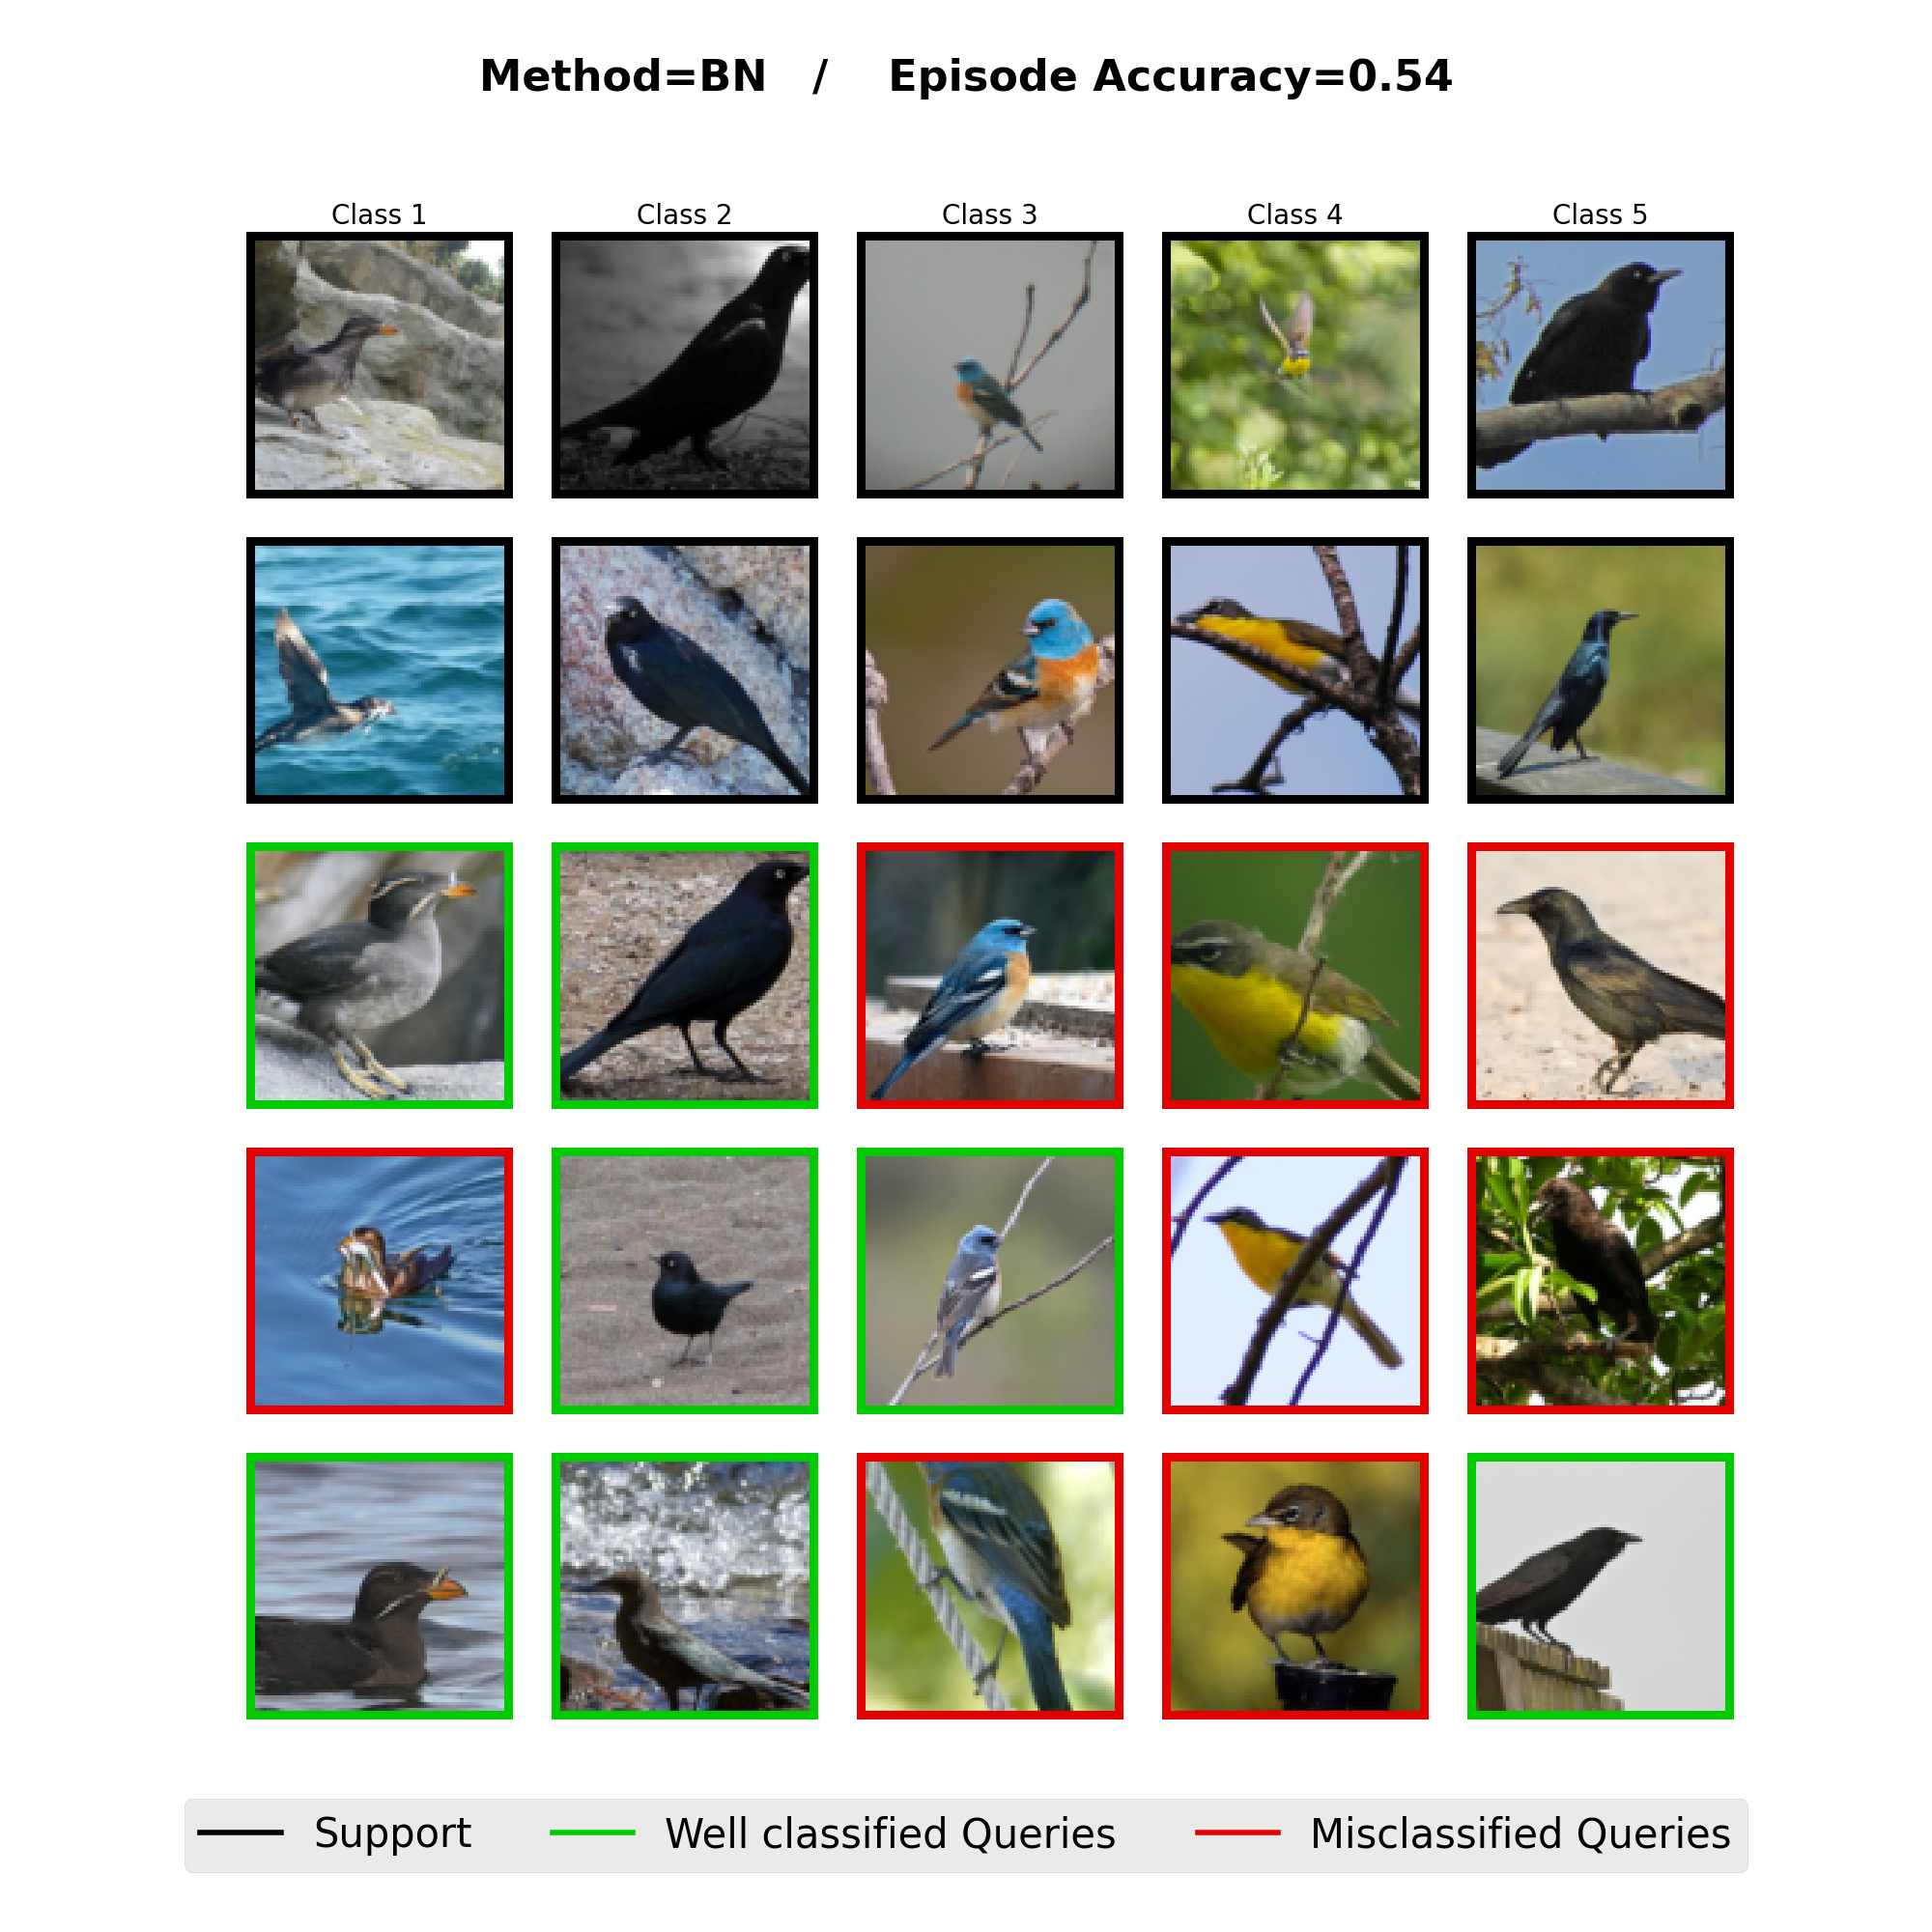 Method=BN / Episode Accuracy=0.54
Class 1 Class 2 Class 3 Class 4 Class 5
Support Well classified Queries Misclassified Queries